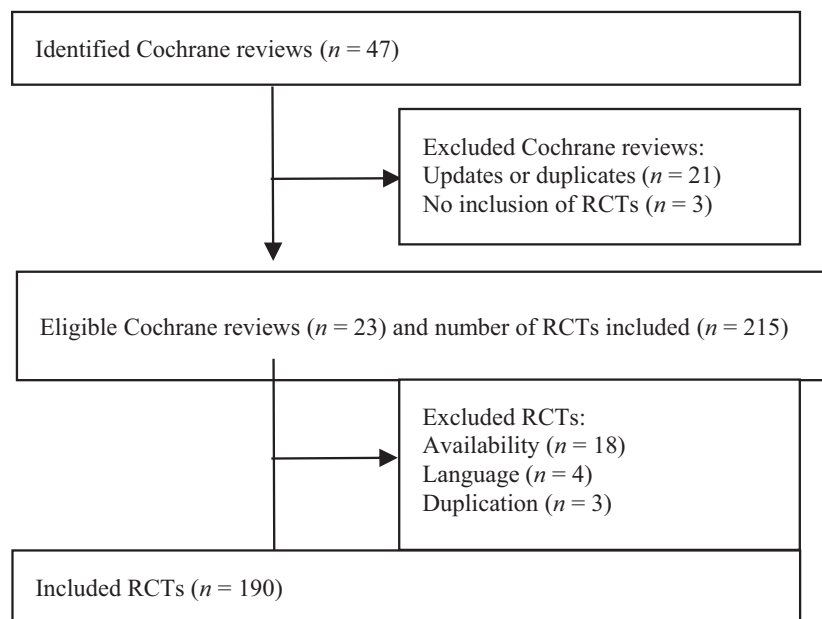 Identified Cochrane reviews (n = 47)
Excluded Cochrane reviews:
Updates or duplicates (n = 21)
No inclusion of RCTs (n = 3)
Eligible Cochrane reviews (n = 23) and number of RCTs included (n = 215)
Excluded RCTs:
Availability (n = 18)
Language (n = 4)
Duplication (n = 3)
Included RCTs (n = 190)